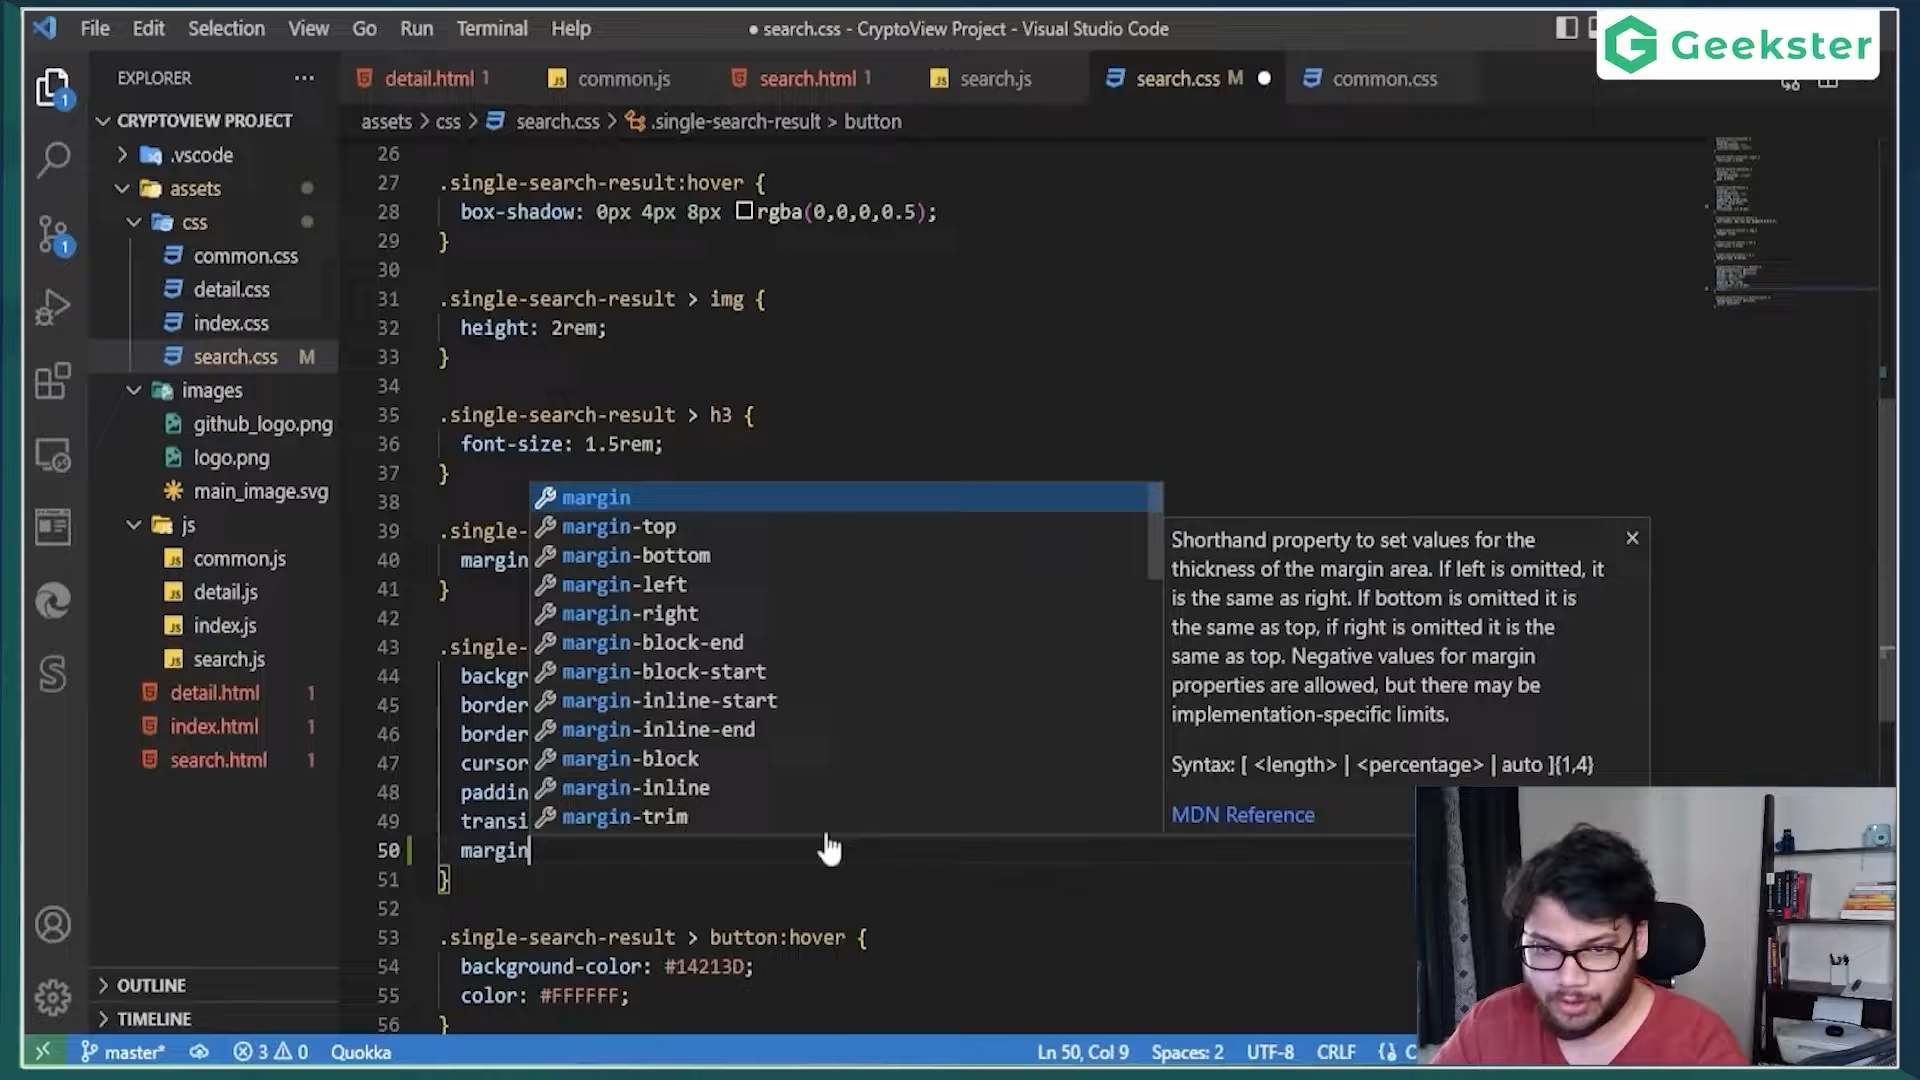 File Edit Selection View Go Run Terminal Help
● search.css - CryptoView Project - Visual Studio Code
Geekster
EXPLORER ···
detail.html 1
common.js
search.html 1
search.js
search.css M ●
common.css
assets > css > search.css > .single-search-result > button
1
CRYPTOVIEW PROJECT
.vscode
assets
css
common.css
detail.css
index.css
search.css M
images
github_logo.png
logo.png
main_image.svg
js
common.js
detail.js
index.js
search.js
detail.html 1
index.html 1
search.html 1
OUTLINE
TIMELINE
1
26
27 .single-search-result:hover {
28 box-shadow: 0px 4px 8px rgba(0,0,0,0.5);
29 }
30
31 .single-search-result > img {
32 height: 2rem;
33 }
34
35 .single-search-result > h3 {
36 font-size: 1.5rem;
37 }
38
39 .single-
40 margin
41 }
42
43 .single-
44 backgr
45 border
46 border
47 cursor
48 paddin
49 transi
50 margin
51 }
52
53 .single-search-result > button:hover {
54 background-color: #14213D;
55 color: #FFFFFF;
56 }
margin
margin-top
margin-bottom
margin-left
margin-right
margin-block-end
margin-block-start
margin-inline-start
margin-inline-end
margin-block
margin-inline
margin-trim
Shorthand property to set values for the
thickness of the margin area. If left is omitted, it
is the same as right. If bottom is omitted it is
the same as top, if right is omitted it is the
same as top. Negative values for margin
properties are allowed, but there may be
implementation-specific limits.
Syntax: [ <length> | <percentage> | auto ]{1,4}
MDN Reference
master* 3 0 Quokka
Ln 50, Col 9 Spaces: 2 UTF-8 CRLF C